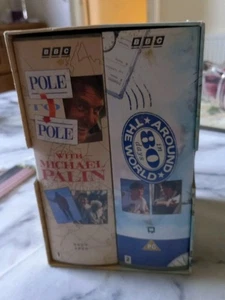 BBC
POLE
TO
POLE
WITH
MICHAEL
PALIN
BBC
AROUND
THE WORLD
IN
80
DAYS